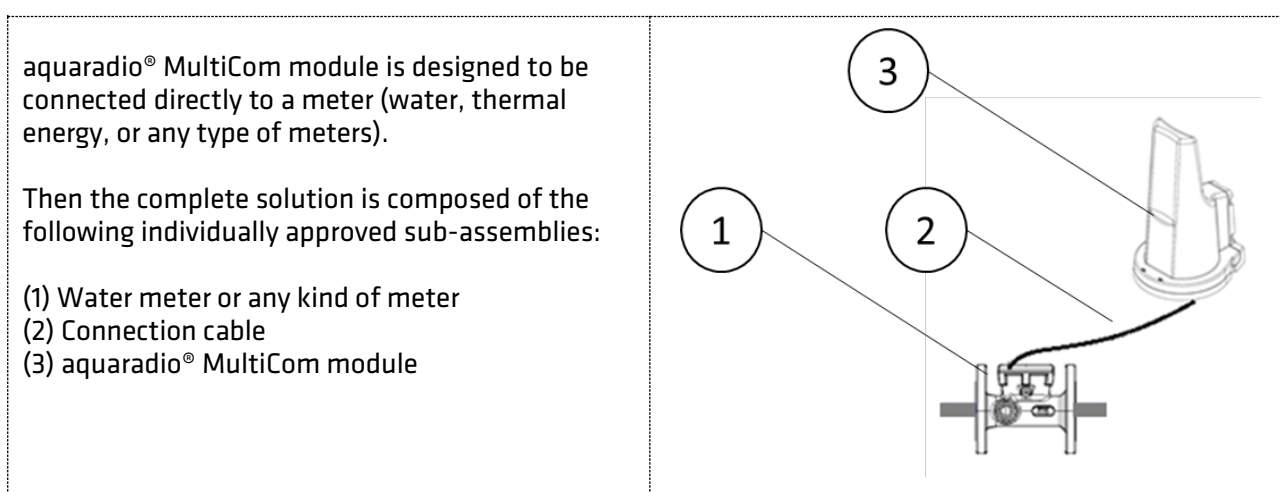 aquaradio® MultiCom module is designed to be
connected directly to a meter (water, thermal
energy, or any type of meters).
Then the complete solution is composed of the
following individually approved sub-assemblies:
(1) Water meter or any kind of meter
(2) Connection cable
(3) aquaradio® MultiCom module
3
1
2